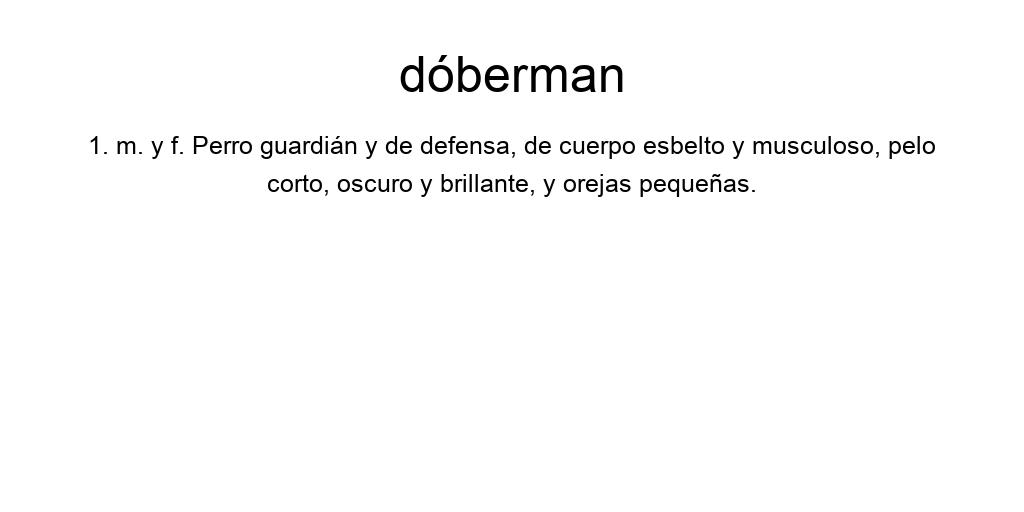 dóberman
1. m. y f. Perro guardián y de defensa, de cuerpo esbelto y musculoso, pelo
corto, oscuro y brillante, y orejas pequeñas.